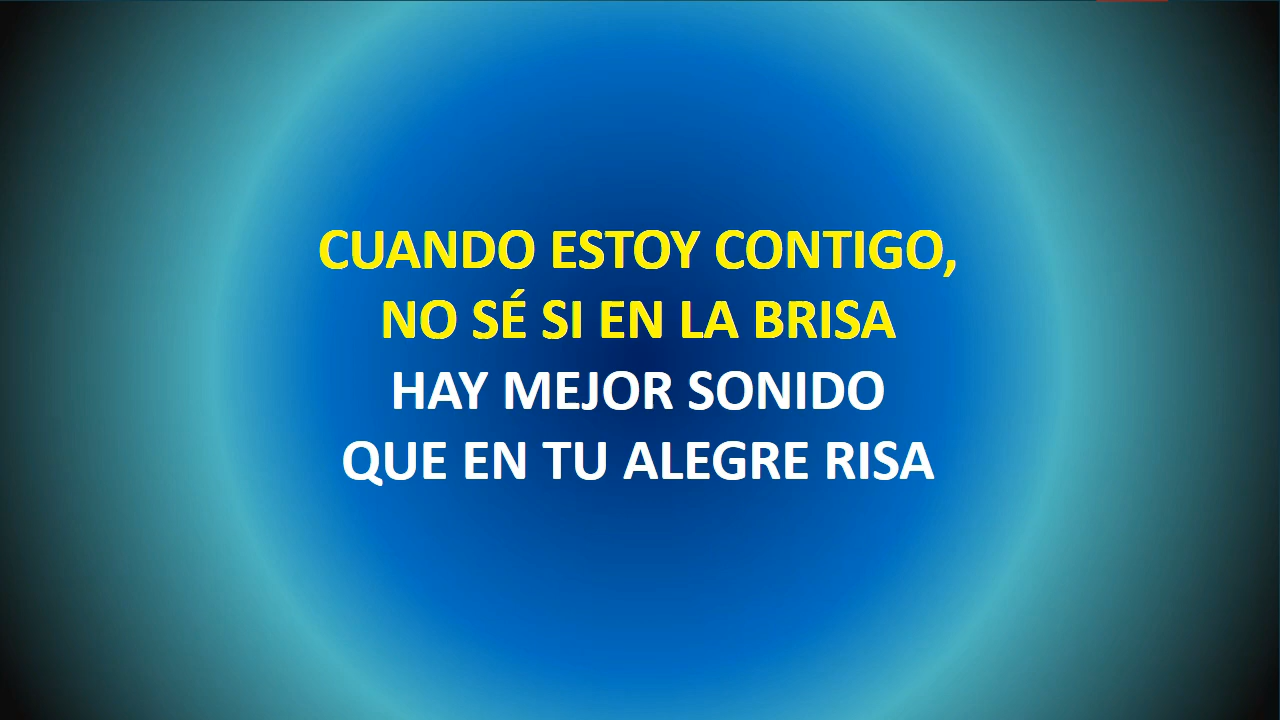 CUANDO ESTOY CONTIGO,
NO SÉ SI EN LA BRISA
HAY MEJOR SONIDO
QUE EN TU ALEGRE RISA